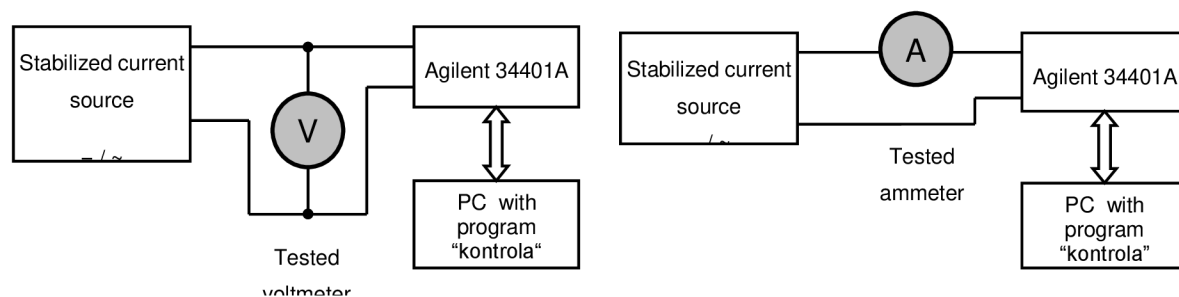 Stabilized current
source
– / ~
V
Agilent 34401A
PC with
program
“kontrola“
Tested
voltmeter
Stabilized current
source
/ ~
A
Agilent 34401A
Tested
ammeter
PC with
program
“kontrola”